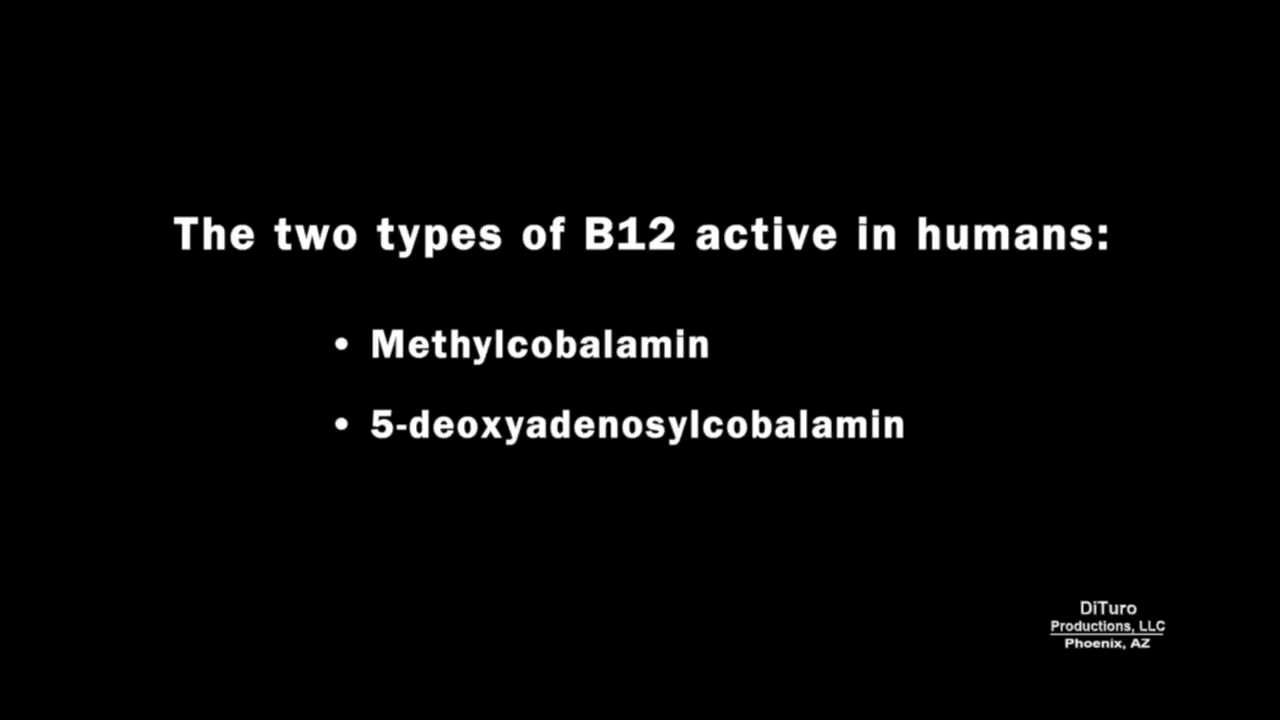 The two types of B12 active in humans:
• Methylcobalamin
• 5-deoxyadenosylcobalamin
DiTuro
Productions, LLC
Phoenix, AZ